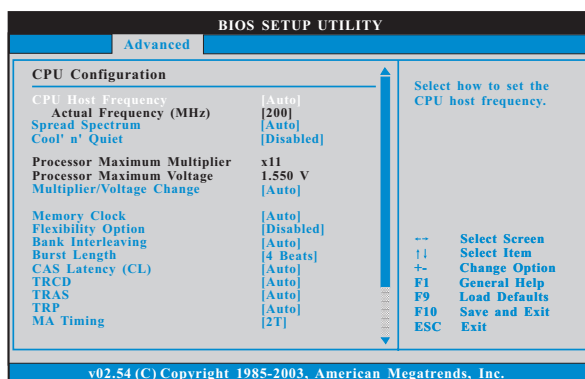 BIOS SETUP UTILITY
Advanced
CPU Configuration
CPU Host Frequency [Auto]
Actual Frequency (MHz) [200]
Spread Spectrum [Auto]
Cool' n' Quiet [Disabled]
Processor Maximum Multiplier x11
Processor Maximum Voltage 1.550 V
Multiplier/Voltage Change [Auto]
Memory Clock [Auto]
Flexibility Option [Disabled]
Bank Interleaving [Auto]
Burst Length [4 Beats]
CAS Latency (CL) [Auto]
TRCD [Auto]
TRAS [Auto]
TRP [Auto]
MA Timing [2T]
Select how to set the
CPU host frequency.
←→ Select Screen
↑↓ Select Item
+- Change Option
F1 General Help
F9 Load Defaults
F10 Save and Exit
ESC Exit
v02.54 (C) Copyright 1985-2003, American Megatrends, Inc.